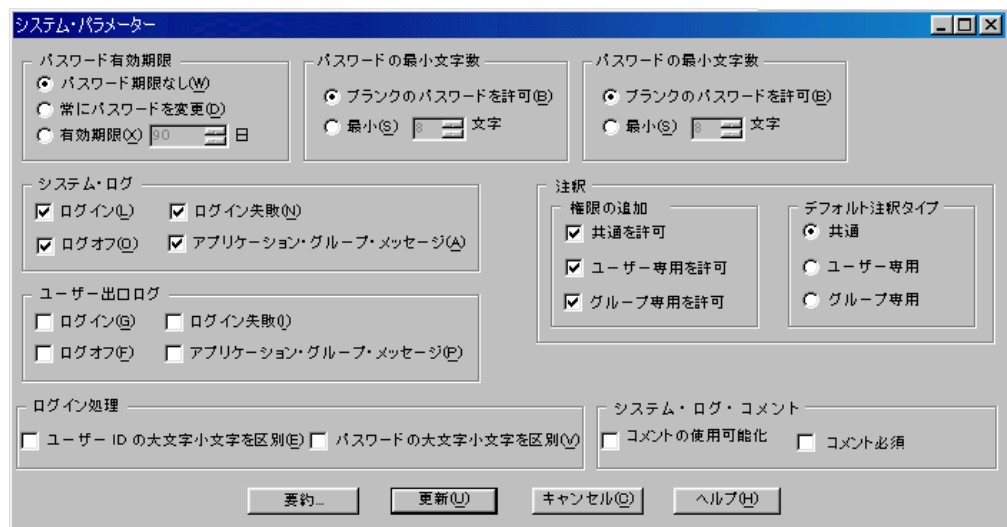 システム・パラメーター
パスワード有効期限
パスワード期限なし(W)
常にパスワードを変更(D)
有効期限(X) 90 日
パスワードの最小文字数
ブランクのパスワードを許可(B)
最小(S) 8 文字
パスワードの最小文字数
ブランクのパスワードを許可(B)
最小(S) 8 文字
システム・ログ
ログイン(L) ログイン失敗(N)
ログオフ(O) アプリケーション・グループ・メッセージ(A)
注釈
権限の追加
共通を許可
ユーザー専用を許可
グループ専用を許可
デフォルト注釈タイプ
共通
ユーザー専用
グループ専用
ユーザー出口ログ
ログイン(G) ログイン失敗(I)
ログオフ(F) アプリケーション・グループ・メッセージ(P)
ログイン処理
ユーザー ID の大文字小文字を区別(E) パスワードの大文字小文字を区別(V)
システム・ログ・コメント
コメントの使用可能化 コメント必須
要約... 更新(U) キャンセル(C) ヘルプ(H)